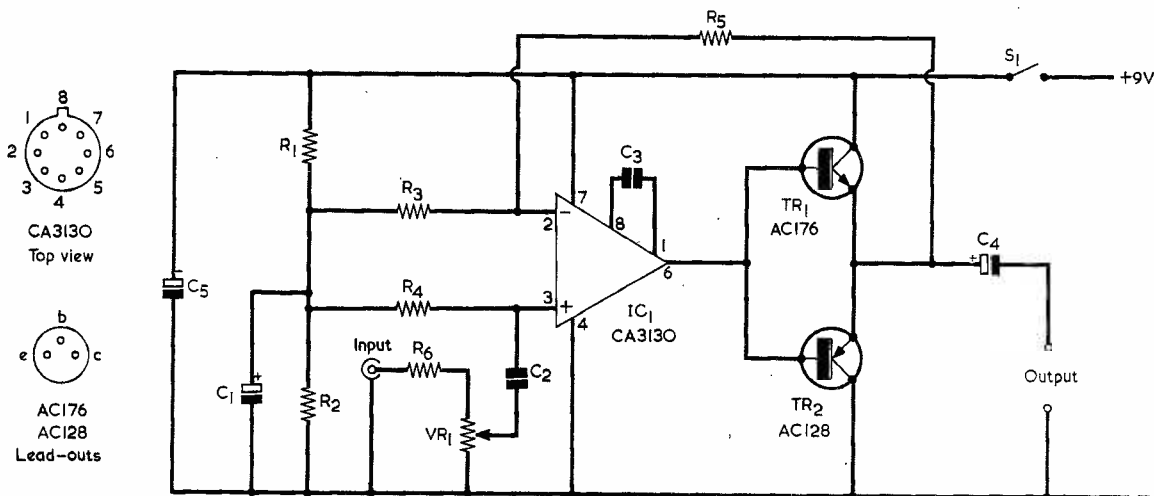 R5
S1
+9V
8
1
7
2
6
3
5
4
CA3130
Top view
R1
C3
R3
7
2
−
8
1
6
TR1
AC176
C4
+
C5
b
e
c
AC176
AC128
Lead-outs
R4
3
+
4
IC1
CA3130
+
C1
R2
Input
R6
C2
VR1
TR2
AC128
Output